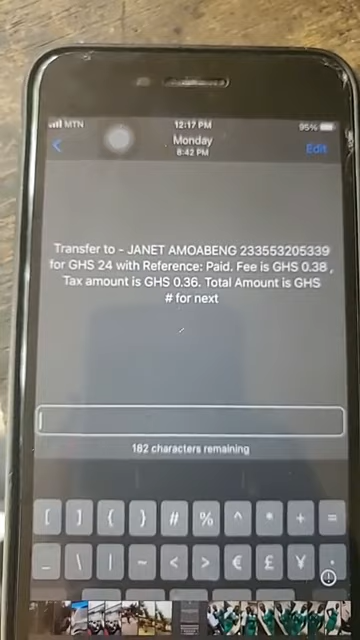 MTN 12:17 PM 95%
Monday
8:42 PM
Edit
Transfer to - JANET AMOABENG 233553205339
for GHS 24 with Reference: Paid. Fee is GHS 0.38 ,
Tax amount is GHS 0.36. Total Amount is GHS
# for next
182 characters remaining
[ ] { } # % ^ * + =
_ \ | ~ < > € £ ¥ .